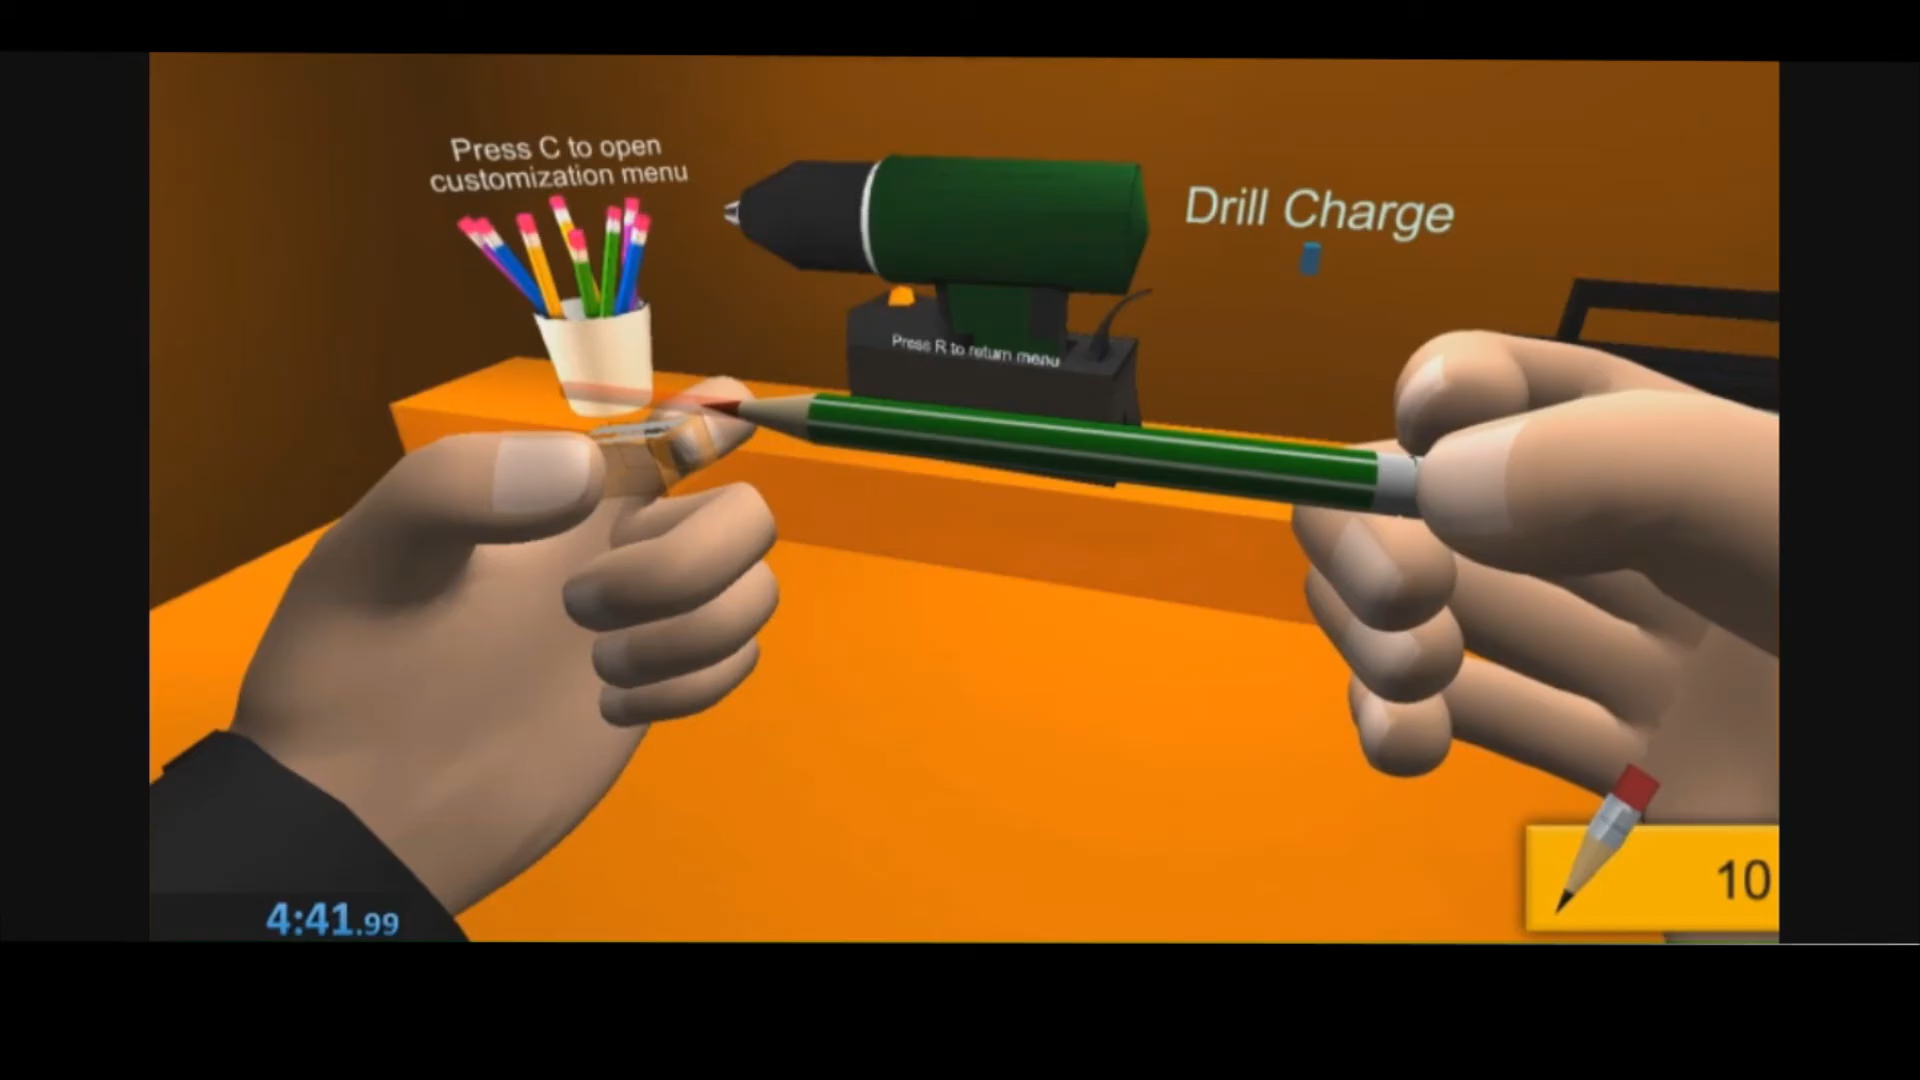 Press C to open
customization menu
Drill Charge
Press R to return menu
10
4:41.99